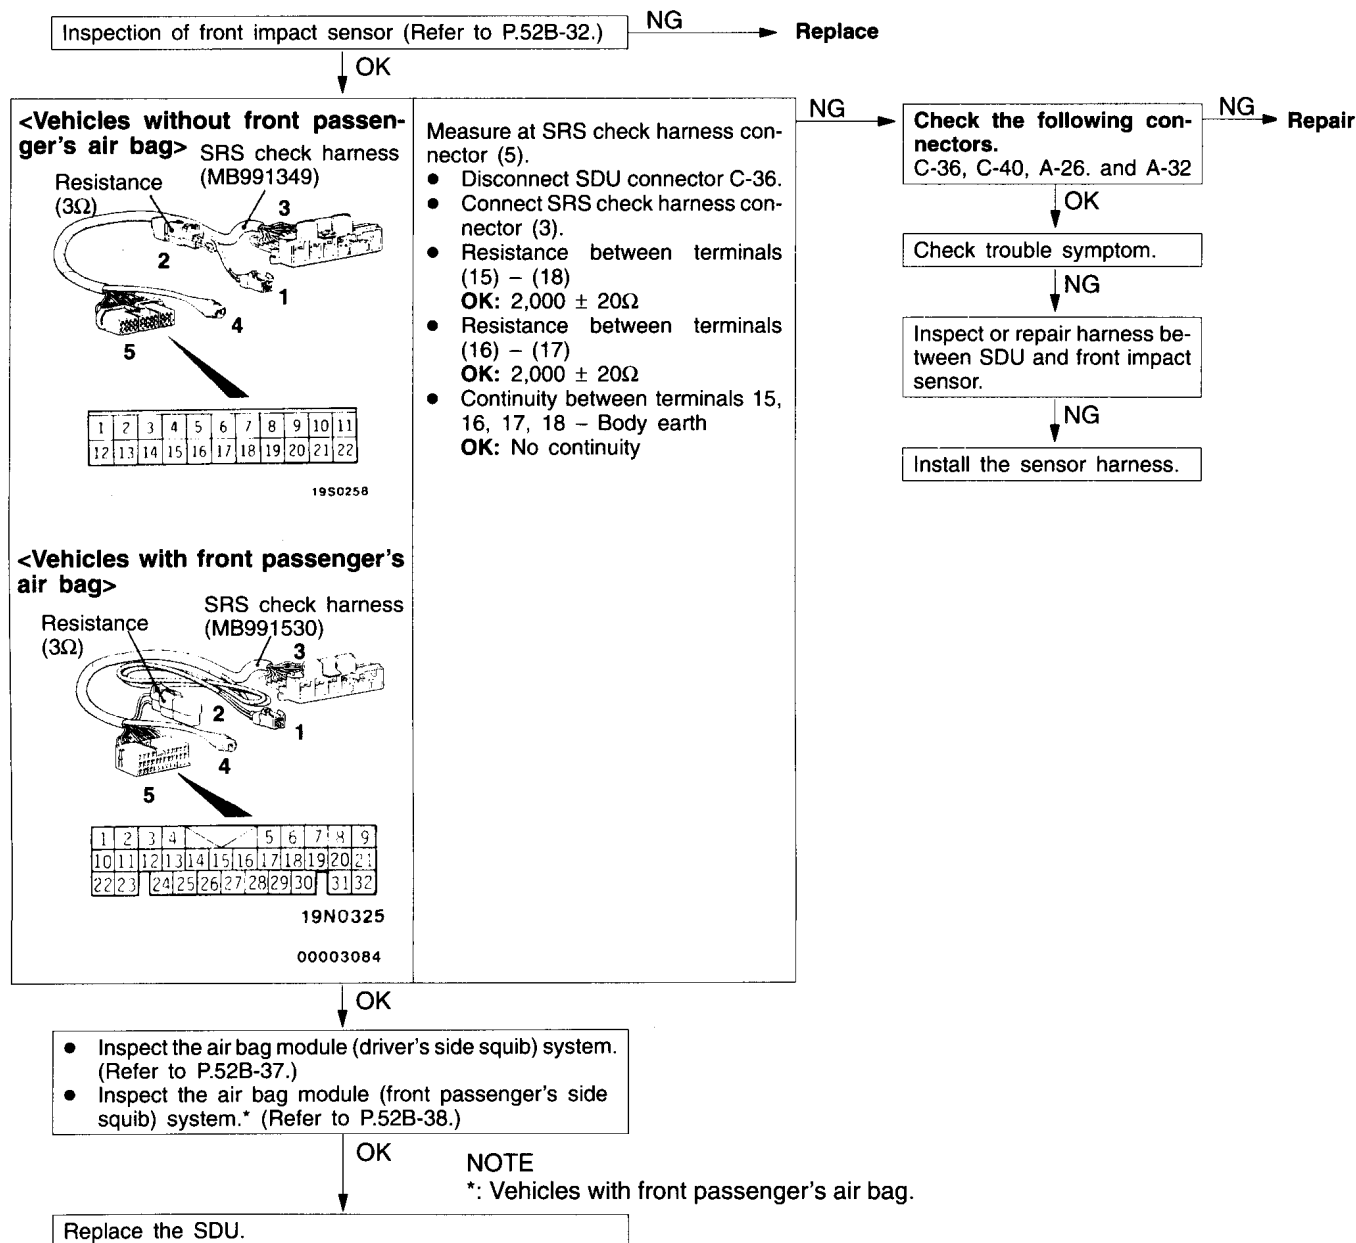 Inspection of front impact sensor (Refer to P.52B-32.)
NG
Replace
OK
<Vehicles without front passen-
ger's air bag>
SRS check harness
(MB991349)
Resistance
(3Ω)
3
2
1
4
5
1 2 3 4 5 6 7 8 9 10 11
12 13 14 15 16 17 18 19 20 21 22
19S0258
<Vehicles with front passenger's
air bag>
SRS check harness
(MB991530)
Resistance
(3Ω)
3
2
1
4
5
1 2 3 4 5 6 7 8 9
10 11 12 13 14 15 16 17 18 19 20 21
22 23 24 25 26 27 28 29 30 31 32
19N0325
00003084
Measure at SRS check harness con-
nector (5).
● Disconnect SDU connector C-36.
● Connect SRS check harness con-
nector (3).
● Resistance between terminals
(15) – (18)
OK: 2,000 ± 20Ω
● Resistance between terminals
(16) – (17)
OK: 2,000 ± 20Ω
● Continuity between terminals 15,
16, 17, 18 – Body earth
OK: No continuity
NG
Check the following con-
nectors.
C-36, C-40, A-26. and A-32
NG
Repair
OK
Check trouble symptom.
NG
Inspect or repair harness be-
tween SDU and front impact
sensor.
NG
Install the sensor harness.
OK
● Inspect the air bag module (driver's side squib) system.
(Refer to P.52B-37.)
● Inspect the air bag module (front passenger's side
squib) system.* (Refer to P.52B-38.)
OK
NOTE
*: Vehicles with front passenger's air bag.
Replace the SDU.